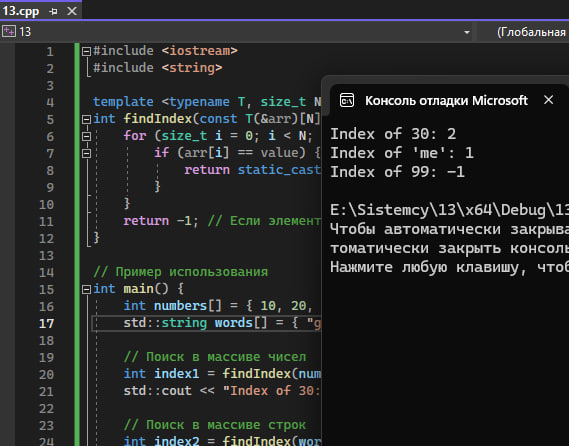 13.cpp
13
(Глобальная
1 #include <iostream>
2 #include <string>
3
4 template <typename T, size_t N
5 int findIndex(const T(&arr)[N]
6 for (size_t i = 0; i < N;
7 if (arr[i] == value) {
8 return static_cast
9 }
10 }
11 return -1; // Если элемент
12 }
13
14 // Пример использования
15 int main() {
16 int numbers[] = { 10, 20,
17 std::string words[] = { "g
18
19 // Поиск в массиве чисел
20 int index1 = findIndex(num
21 std::cout << "Index of 30:
22
23 // Поиск в массиве строк
24 int index2 = findIndex(wor
Консоль отладки Microsoft
Index of 30: 2
Index of 'me': 1
Index of 99: -1
E:\Sistemcy\13\x64\Debug\13
Чтобы автоматически закрыва
томатически закрыть консоль
Нажмите любую клавишу, чтоб